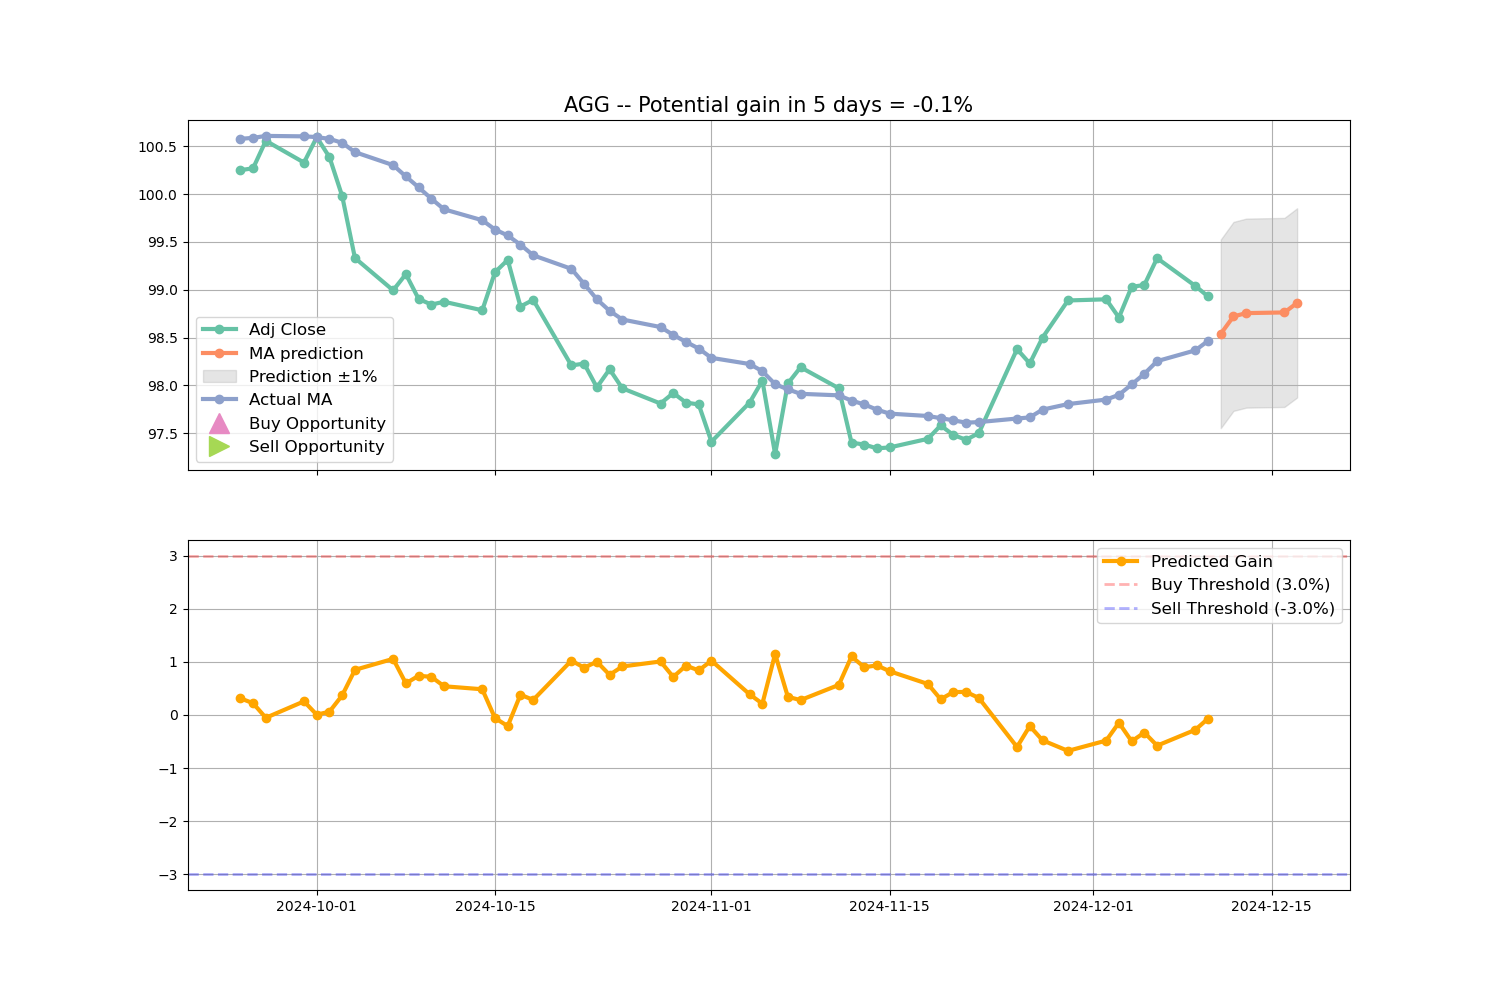 AGG -- Potential gain in 5 days = -0.1%
100.5
100.0
99.5
99.0
98.5
98.0
97.5
Adj Close
MA prediction
Prediction ±1%
Actual MA
Buy Opportunity
Sell Opportunity
3
2
1
0
−1
−2
−3
Predicted Gain
Buy Threshold (3.0%)
Sell Threshold (-3.0%)
2024-10-01
2024-10-15
2024-11-01
2024-11-15
2024-12-01
2024-12-15